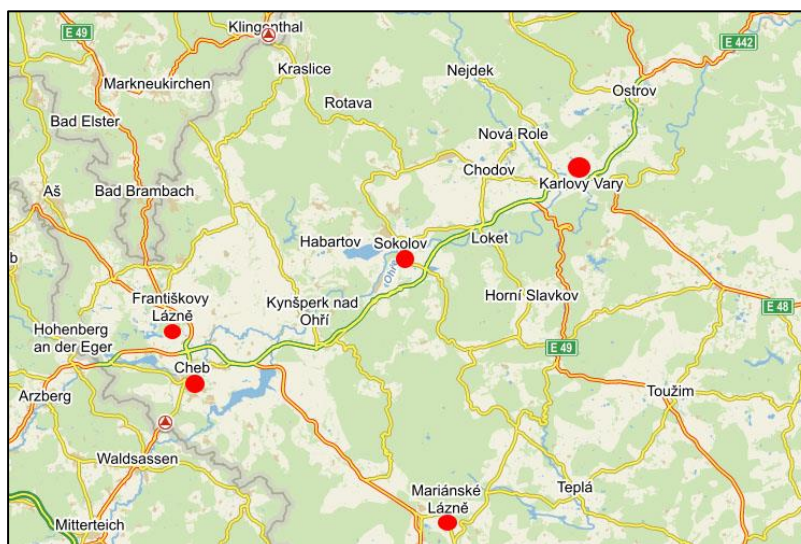 E 49
Klingenthal
E 442
Kraslice
Nejdek
Markneukirchen
Ostrov
Rotava
Bad Elster
Nová Role
Chodov
Aš
Bad Brambach
Karlovy Vary
Habartov
Sokolov
Loket
Ohře
b
Františkovy
Lázně
Kynšperk nad
Ohří
Horní Slavkov
E 48
Hohenberg
an der Eger
E 49
Cheb
Arzberg
Toužim
Waldsassen
Mariánské
Lázně
Teplá
Mitterteich